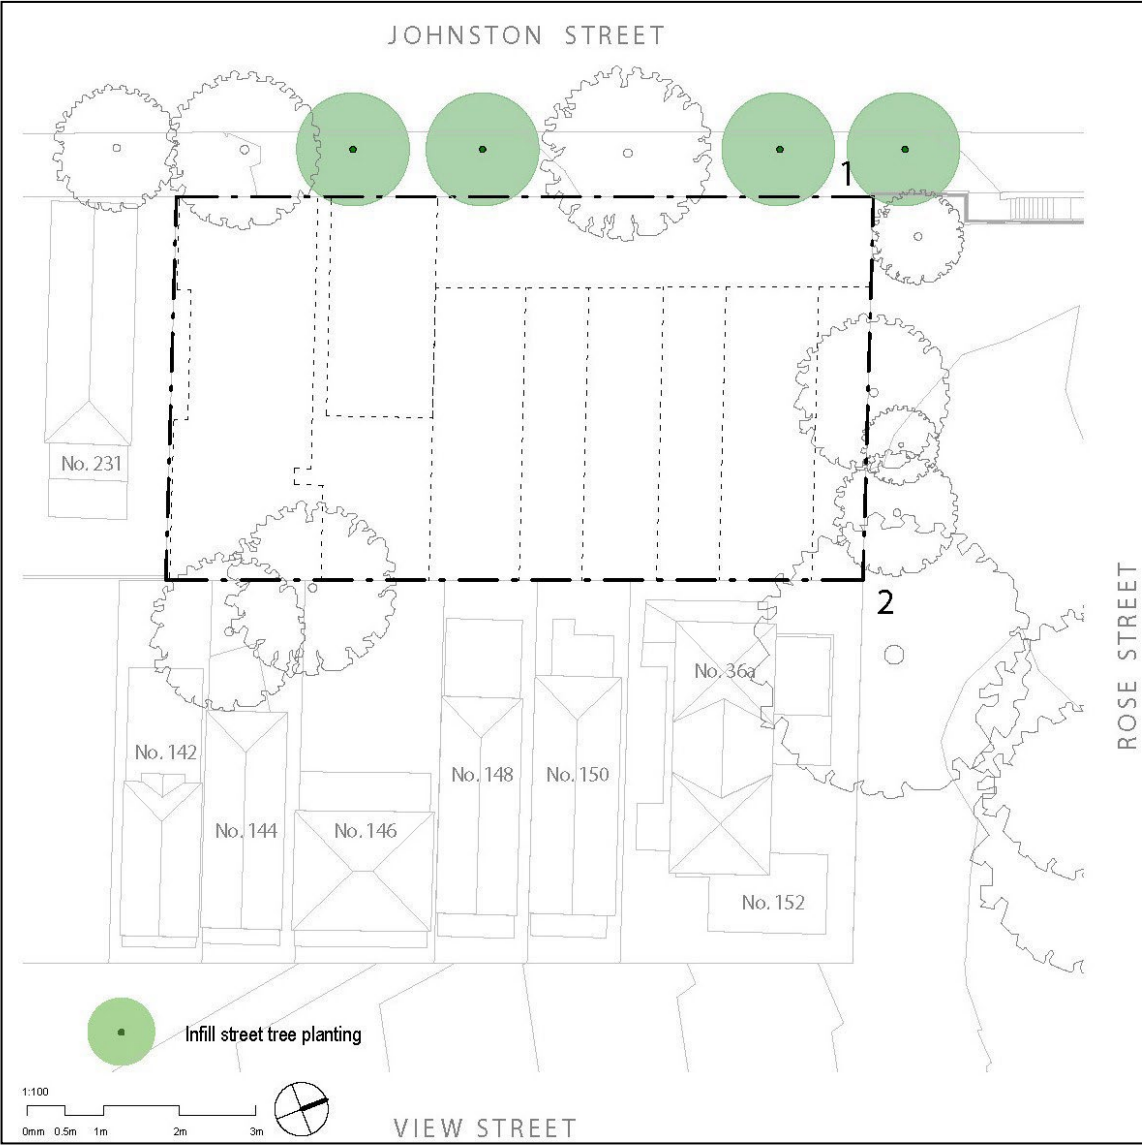 JOHNSTON STREET
1
No. 231
2
ROSE STREET
No. 36a
No. 142
No. 148
No. 150
No. 144
No. 146
No. 152
Infill street tree planting
1:100
0mm 0.5m 1m 2m 3m
VIEW STREET